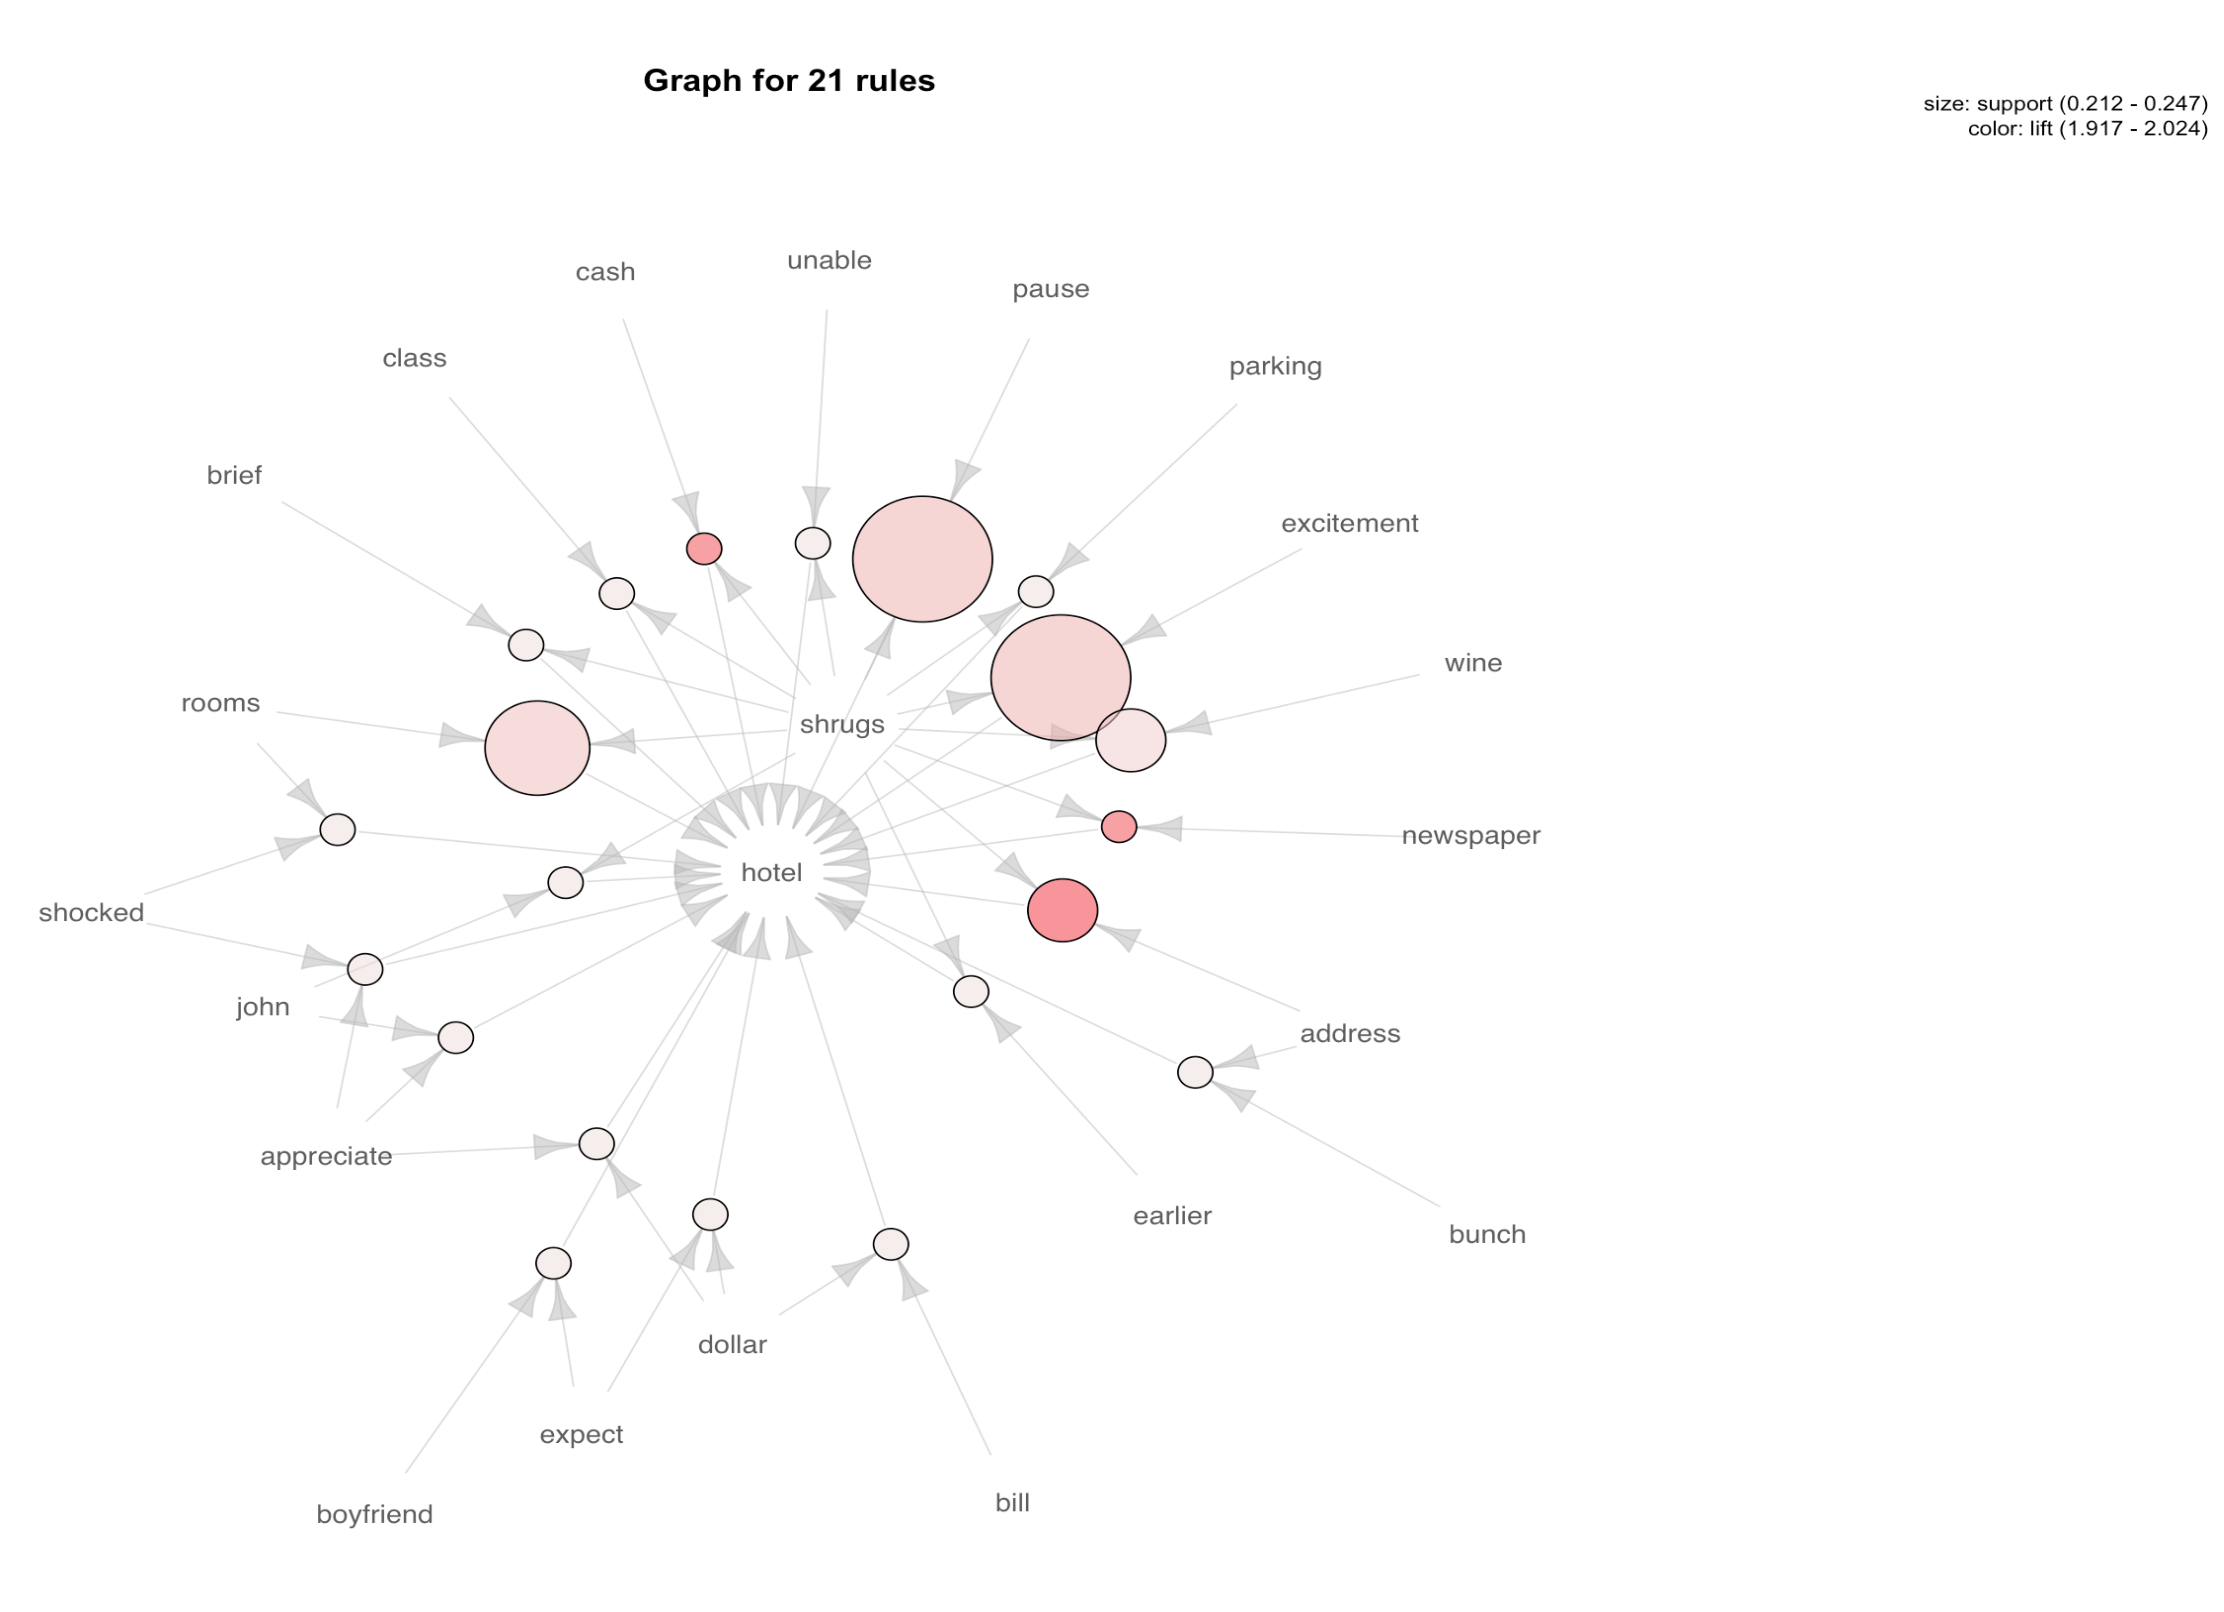 Graph for 21 rules
size: support (0.212 - 0.247)
color: lift (1.917 - 2.024)
unable
cash
pause
class
parking
brief
excitement
wine
rooms
shrugs
newspaper
hotel
shocked
john
address
appreciate
earlier
bunch
dollar
expect
bill
boyfriend